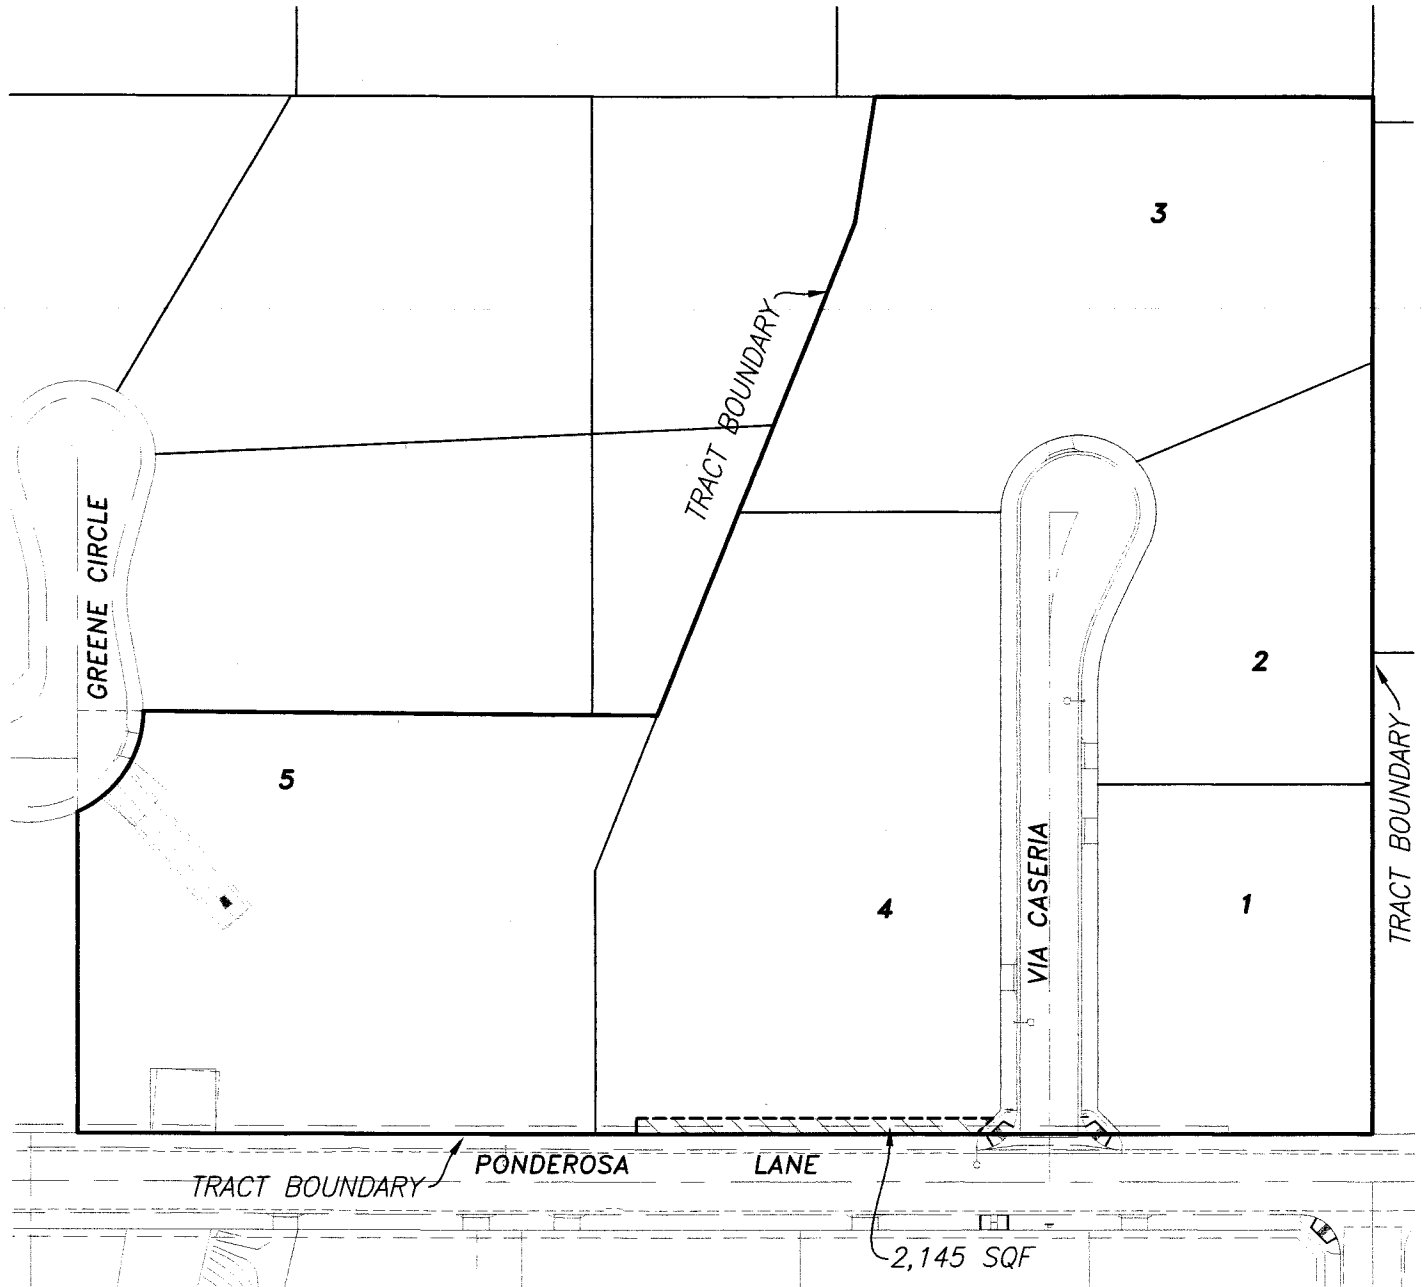 3
TRACT BOUNDARY
GREENE CIRCLE
2
5
TRACT BOUNDARY
VIA CASERIA
4
1
PONDEROSA LANE
TRACT BOUNDARY
2,145 SQF